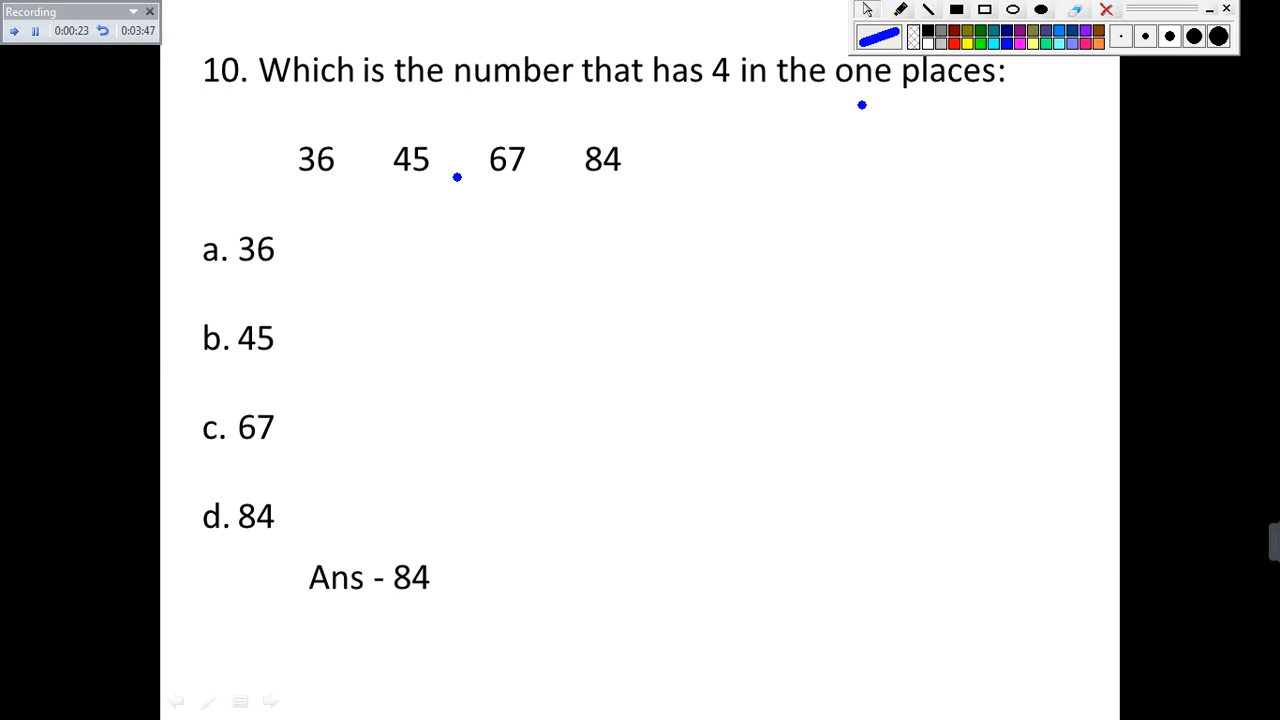 Recording
0:00:23 0:03:47
10. Which is the number that has 4 in the one places:
36 45 67 84
a. 36
b. 45
c. 67
d. 84
Ans - 84